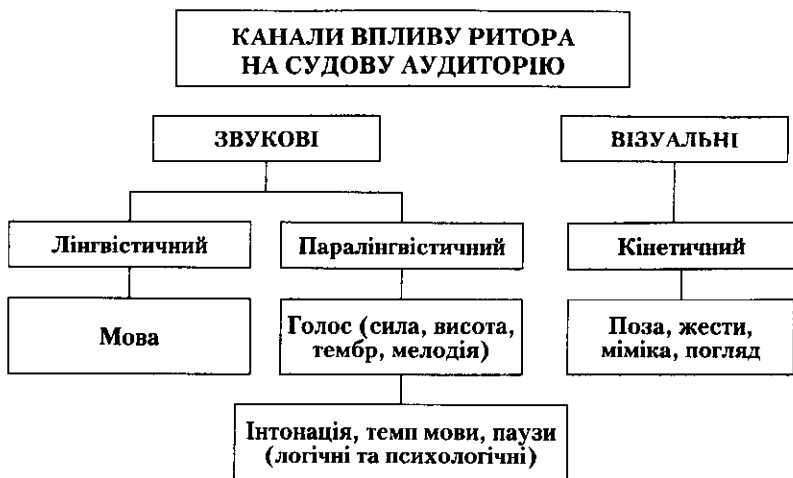 КАНАЛИ ВПЛИВУ РИТОРА
НА СУДОВУ АУДИТОРІЮ
ЗВУКОВІ
ВІЗУАЛЬНІ
Лінгвістичний
Паралінгвістичний
Кінетичний
Мова
Голос (сила, висота,
тембр, мелодія)
Поза, жести,
міміка, погляд
Інтонація, темп мови, паузи
(логічні та психологічні)